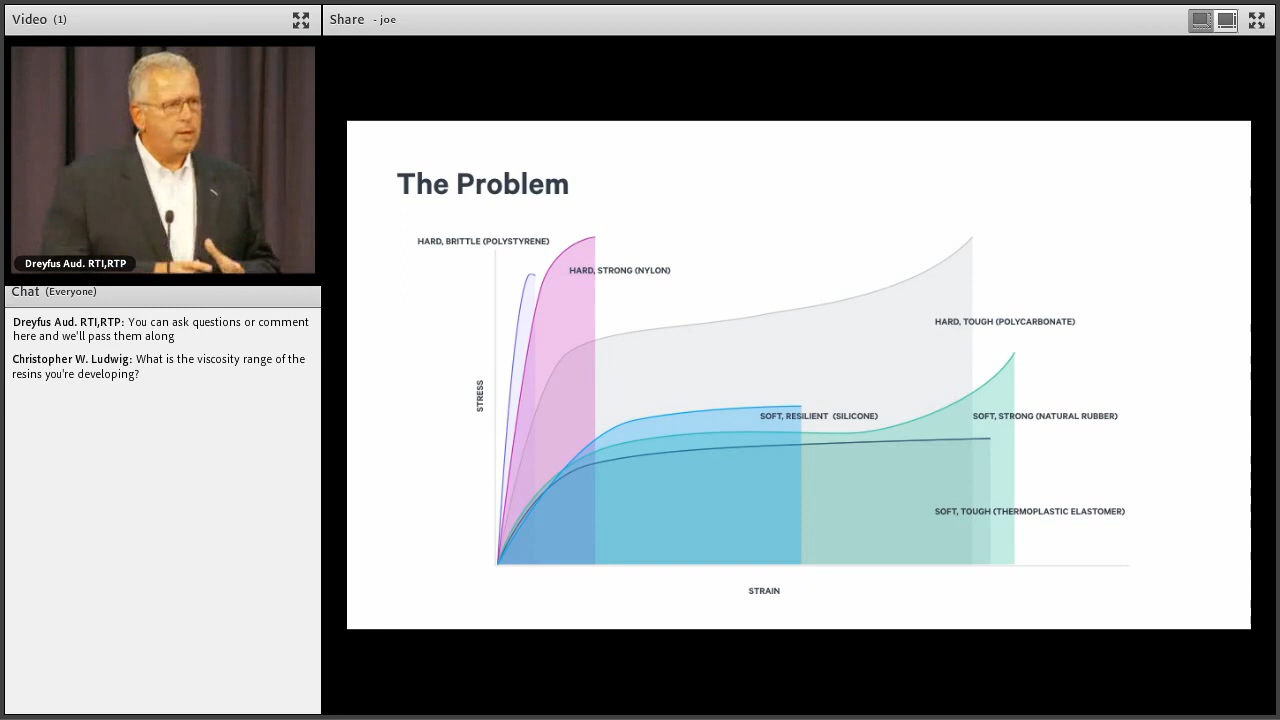 Video (1)
Share - joe
Dreyfus Aud. RTI,RTP
Chat (Everyone)
Dreyfus Aud. RTI,RTP: You can ask questions or comment
here and we'll pass them along
Christopher W. Ludwig: What is the viscosity range of the
resins you're developing?
The Problem
HARD, BRITTLE (POLYSTYRENE)
HARD, STRONG (NYLON)
HARD, TOUGH (POLYCARBONATE)
STRESS
SOFT, RESILIENT (SILICONE)
SOFT, STRONG (NATURAL RUBBER)
SOFT, TOUGH (THERMOPLASTIC ELASTOMER)
STRAIN